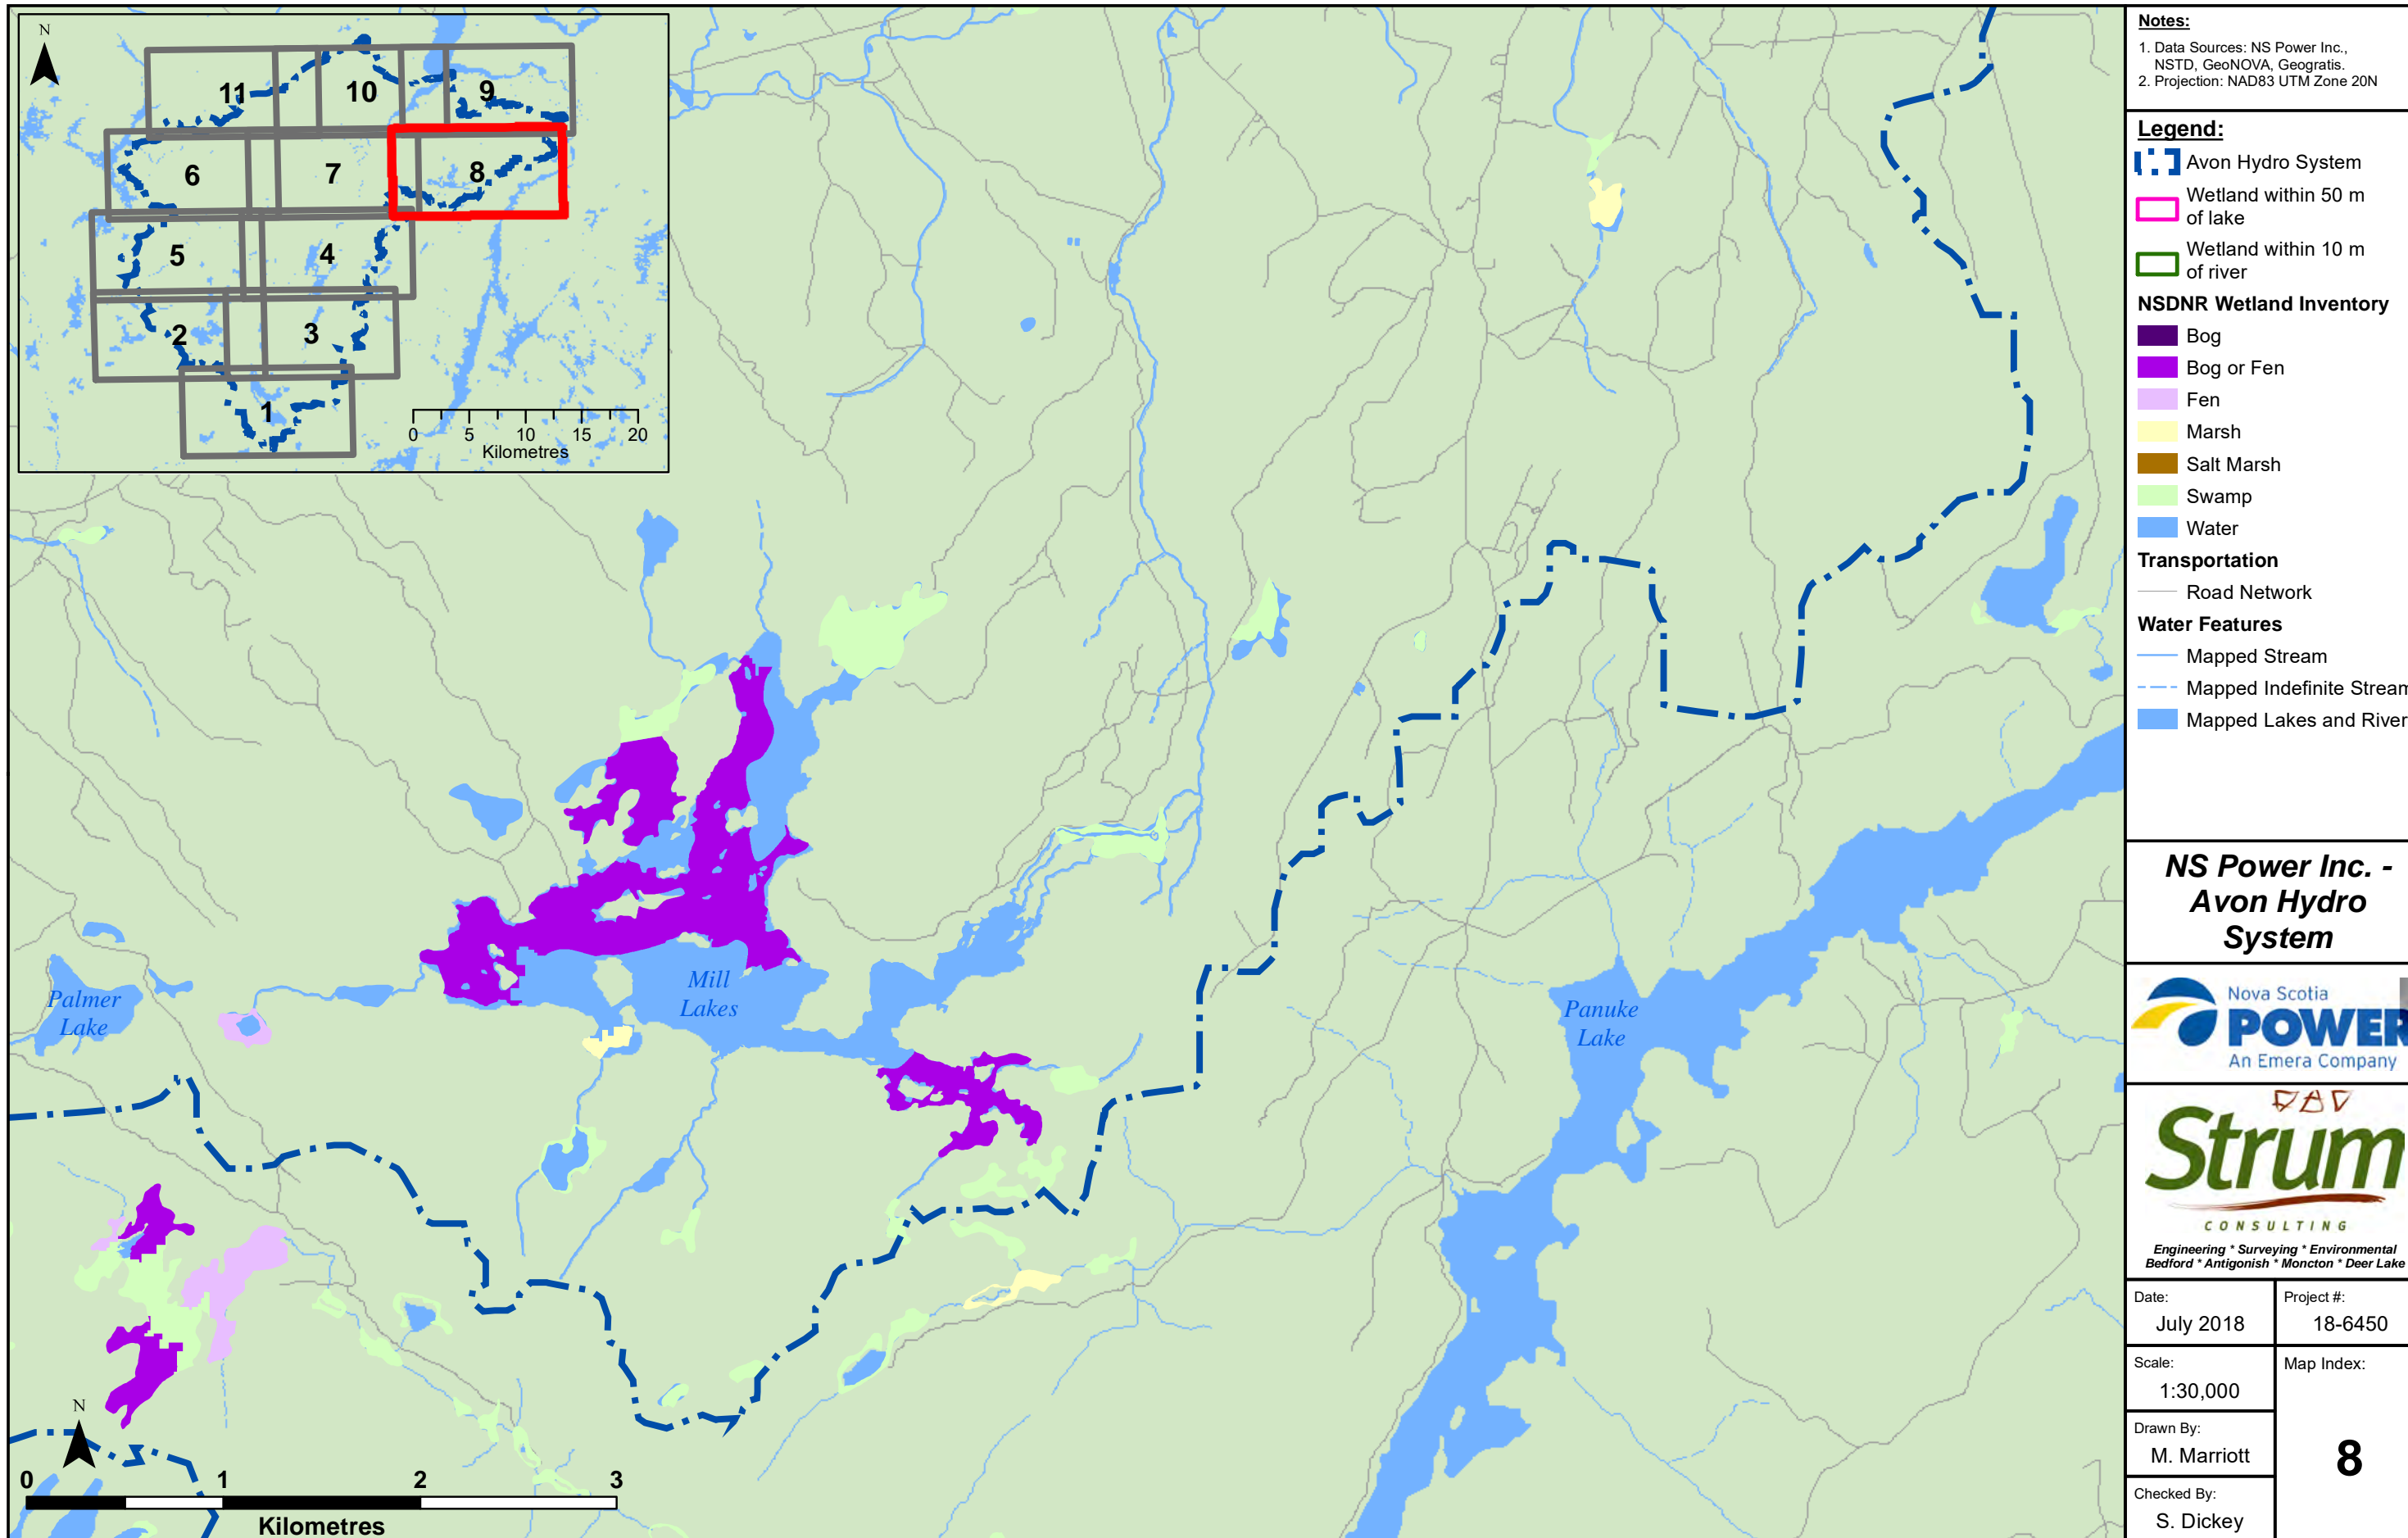 N
11
10
9
6
7
8
5
4
2
3
1
0 5 10 15 20
Kilometres
Mill
Lakes
Palmer
Lake
Panuke
Lake
N
0 1 2 3
Kilometres
Notes:
1. Data Sources: NS Power Inc.,
NSTD, GeoNOVA, Geogratis.
2. Projection: NAD83 UTM Zone 20N
Legend:
Avon Hydro System
Wetland within 50 m
of lake
Wetland within 10 m
of river
NSDNR Wetland Inventory
Bog
Bog or Fen
Fen
Marsh
Salt Marsh
Swamp
Water
Transportation
Road Network
Water Features
Mapped Stream
Mapped Indefinite Stream
Mapped Lakes and River
NS Power Inc. -
Avon Hydro
System
Nova Scotia
POWER
An Emera Company
Strum
CONSULTING
Engineering * Surveying * Environmental
Bedford * Antigonish * Moncton * Deer Lake
Date:
July 2018
Project #:
18-6450
Scale:
1:30,000
Map Index:
8
Drawn By:
M. Marriott
Checked By:
S. Dickey